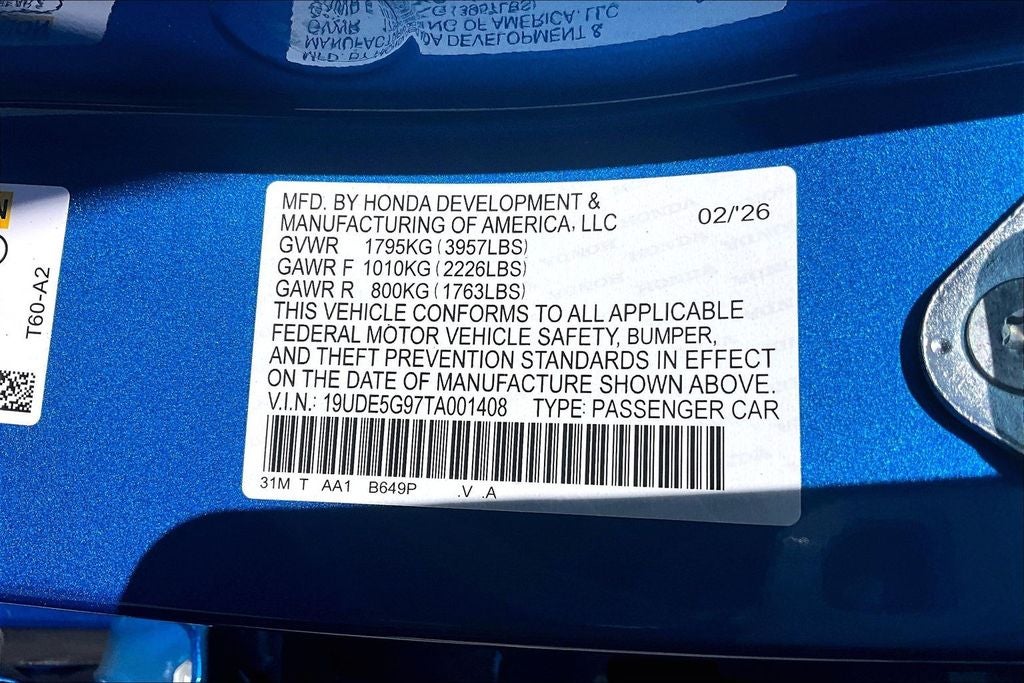 MFD. BY HONDA DEVELOPMENT &
MANUFACTURING OF AMERICA, LLC
02/'26
GVWR 1795KG (3957LBS)
GAWR F 1010KG (2226LBS)
GAWR R 800KG (1763LBS)
THIS VEHICLE CONFORMS TO ALL APPLICABLE
FEDERAL MOTOR VEHICLE SAFETY, BUMPER,
AND THEFT PREVENTION STANDARDS IN EFFECT
ON THE DATE OF MANUFACTURE SHOWN ABOVE.
V.I.N.: 19UDE5G97TA001408 TYPE: PASSENGER CAR
31M T AA1 B649P .V .A
T60-A2